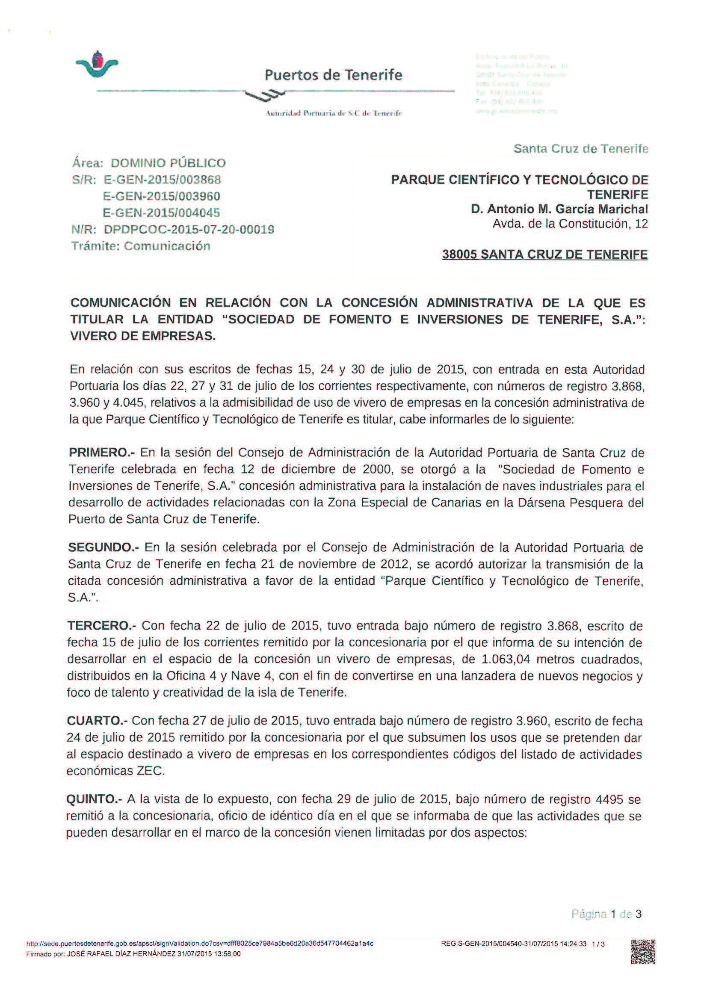 Puertos de Tenerife
Autoridad Portuaria de S.C. de Tenerife
Avda. Francisco La Roche, 49
Santa Cruz de Tenerife
Islas Canarias - España
Tel. (34) 922 605 400
www.puertosdetenerife.org
Santa Cruz de Tenerife
Área: DOMINIO PÚBLICO
S/R: E-GEN-2015/003868
E-GEN-2015/003960
E-GEN-2015/004045
N/R: DPDPCOC-2015-07-20-00019
Trámite: Comunicación
PARQUE CIENTÍFICO Y TECNOLÓGICO DE
TENERIFE
D. Antonio M. García Marichal
Avda. de la Constitución, 12
38005 SANTA CRUZ DE TENERIFE
COMUNICACIÓN EN RELACIÓN CON LA CONCESIÓN ADMINISTRATIVA DE LA QUE ES
TITULAR LA ENTIDAD “SOCIEDAD DE FOMENTO E INVERSIONES DE TENERIFE, S.A.”:
VIVERO DE EMPRESAS.
En relación con sus escritos de fechas 15, 24 y 30 de julio de 2015, con entrada en esta Autoridad
Portuaria los días 22, 27 y 31 de julio de los corrientes respectivamente, con números de registro 3.868,
3.960 y 4.045, relativos a la admisibilidad de uso de vivero de empresas en la concesión administrativa de
la que Parque Científico y Tecnológico de Tenerife es titular, cabe informarles de lo siguiente:
PRIMERO.- En la sesión del Consejo de Administración de la Autoridad Portuaria de Santa Cruz de
Tenerife celebrada en fecha 12 de diciembre de 2000, se otorgó a la “Sociedad de Fomento e
Inversiones de Tenerife, S.A.” concesión administrativa para la instalación de naves industriales para el
desarrollo de actividades relacionadas con la Zona Especial de Canarias en la Dársena Pesquera del
Puerto de Santa Cruz de Tenerife.
SEGUNDO.- En la sesión celebrada por el Consejo de Administración de la Autoridad Portuaria de
Santa Cruz de Tenerife en fecha 21 de noviembre de 2012, se acordó autorizar la transmisión de la
citada concesión administrativa a favor de la entidad “Parque Científico y Tecnológico de Tenerife,
S.A.”.
TERCERO.- Con fecha 22 de julio de 2015, tuvo entrada bajo número de registro 3.868, escrito de
fecha 15 de julio de los corrientes remitido por la concesionaria por el que informa de su intención de
desarrollar en el espacio de la concesión un vivero de empresas, de 1.063,04 metros cuadrados,
distribuidos en la Oficina 4 y Nave 4, con el fin de convertirse en una lanzadera de nuevos negocios y
foco de talento y creatividad de la isla de Tenerife.
CUARTO.- Con fecha 27 de julio de 2015, tuvo entrada bajo número de registro 3.960, escrito de fecha
24 de julio de 2015 remitido por la concesionaria por el que subsumen los usos que se pretenden dar
al espacio destinado a vivero de empresas en los correspondientes códigos del listado de actividades
económicas ZEC.
QUINTO.- A la vista de lo expuesto, con fecha 29 de julio de 2015, bajo número de registro 4495 se
remitió a la concesionaria, oficio de idéntico día en el que se informaba de que las actividades que se
pueden desarrollar en el marco de la concesión vienen limitadas por dos aspectos:
Página 1 de 3
http://sede.puertosdetenerife.gob.es/apsct/signValidation.do?csv=dfff8025ce7984a5be6d20a36d547704462a1a4c
Firmado por: JOSÉ RAFAEL DÍAZ HERNÁNDEZ 31/07/2015 13:58:00
REG:S-GEN-2015/004540-31/07/2015 14:24:33 1 / 3